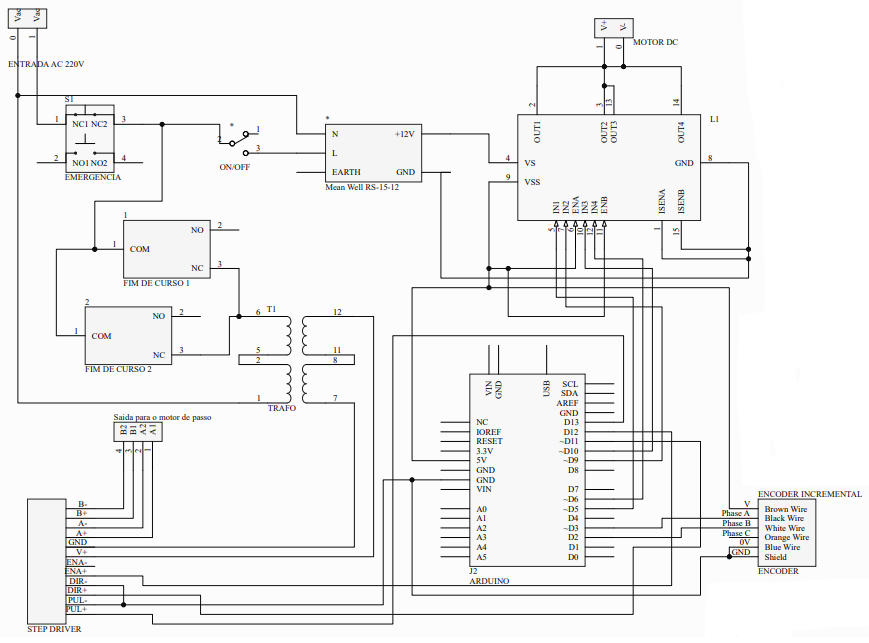 Vac Vac
0 1
ENTRADA AC 220V
S1
1 NC1 NC2 3
2 NO1 NO2 4
EMERGENCIA
*
1
2
3
ON/OFF
*
N +12V
L
EARTH GND
Mean Well RS-15-12
V+ V-
1 0
MOTOR DC
2 3 13 14
OUT1 OUT2 OUT3 OUT4
L1
4 VS
GND 8
9 VSS
IN1 IN2 ENA IN3 IN4 ENB ISENA ISENB
5 7 6 10 12 11 1 15
1
NO 2
1 COM
NC 3
FIM DE CURSO 1
2
NO 2
1 COM
NC 3
FIM DE CURSO 2
T1
6 12
5 11
2 8
1 7
TRAFO
Saida para o motor de passo
B2 B1 A2 A1
4 3 2 1
B-
B+
A-
A+
GND
V+
ENA-
ENA+
DIR-
DIR+
PUL-
PUL+
STEP DRIVER
VIN GND USB
SCL
SDA
AREF
GND
NC D13
IOREF D12
RESET ~D11
3.3V ~D10
5V ~D9
GND D8
GND
VIN D7
~D6
A0 ~D5
A1 D4
A2 ~D3
A3 D2
A4 D1
A5 D0
J2
ARDUINO
ENCODER INCREMENTAL
V Brown Wire
Phase A Black Wire
Phase B White Wire
Phase C Orange Wire
0V Blue Wire
GND Shield
ENCODER